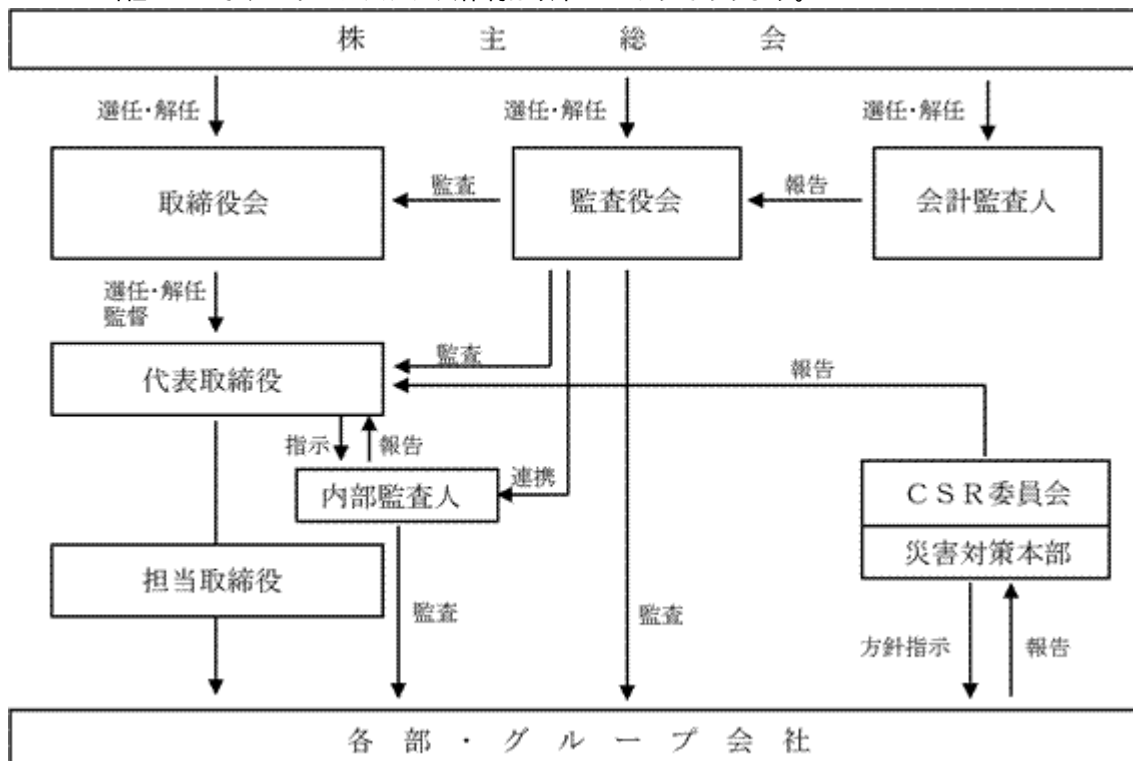 株主総会
選任・解任
選任・解任
選任・解任
取締役会
監査
監査役会
報告
会計監査人
選任・解任
監督
代表取締役
監査
報告
指示
報告
内部監査人
連携
CSR委員会
災害対策本部
担当取締役
監査
監査
方針指示
報告
各部・グループ会社